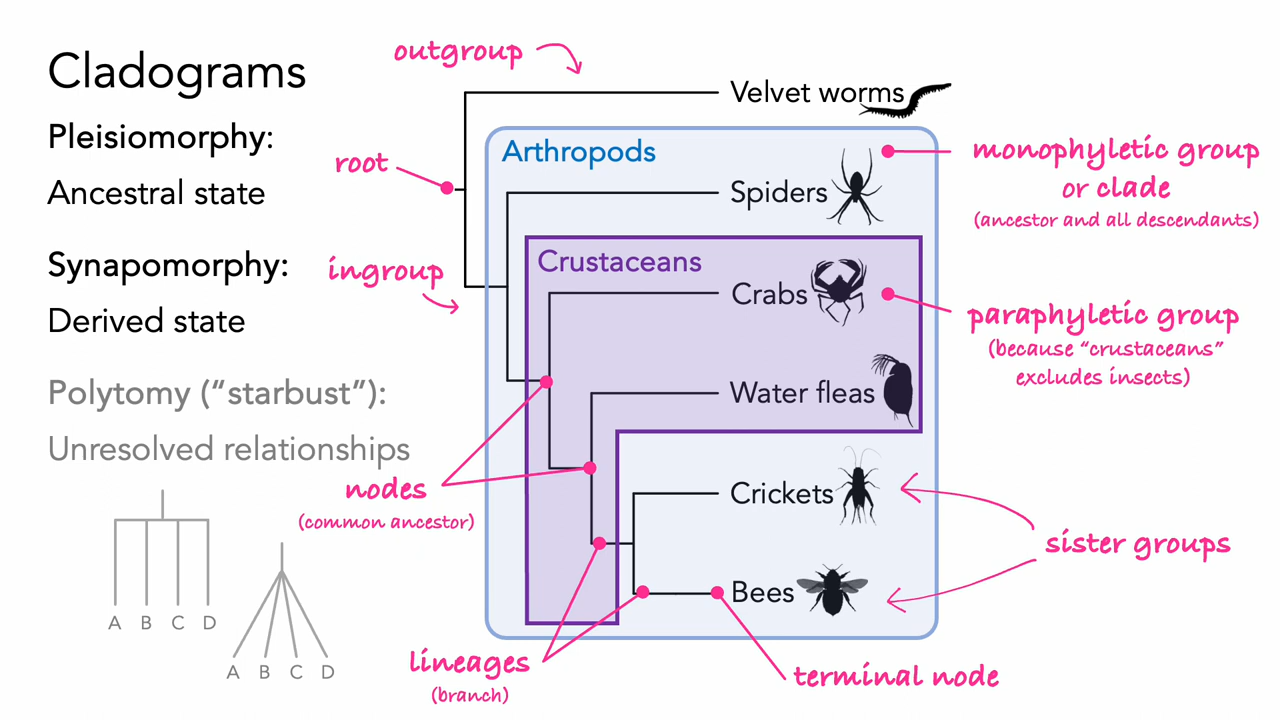 Cladograms
Pleisiomorphy:
Ancestral state
Synapomorphy:
Derived state
Polytomy (“starbust”):
Unresolved relationships
A B C D
A B C D
outgroup
root
ingroup
nodes
(common ancestor)
lineages
(branch)
Velvet worms
Arthropods
Spiders
Crustaceans
Crabs
Water fleas
Crickets
Bees
monophyletic group
or clade
(ancestor and all descendants)
paraphyletic group
(because “crustaceans”
excludes insects)
sister groups
terminal node